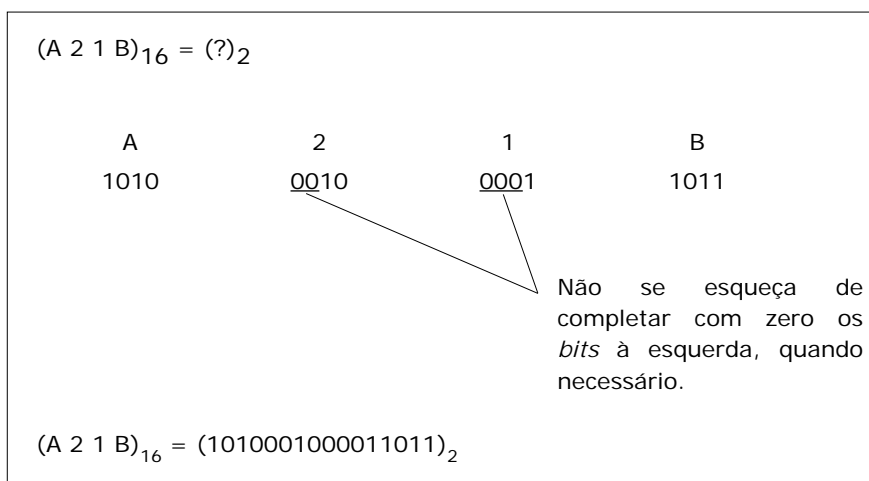 (A 2 1 B)16 = (?)2
A 2 1 B
1010 0010 0001 1011
Não se esqueça de
completar com zero os
bits à esquerda, quando
necessário.
(A 2 1 B)16 = (1010001000011011)2